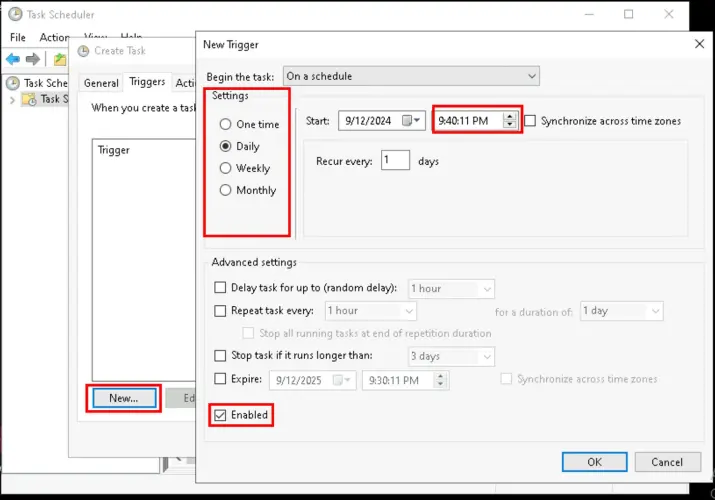 Task Scheduler
File Action View Help
Create Task
New Trigger
Begin the task: On a schedule
Task Sche
Task S
General Triggers Acti
When you create a tas
Trigger
New... Ed
Settings
One time
Daily
Weekly
Monthly
Start: 9/12/2024 9:40:11 PM Synchronize across time zones
Recur every: 1 days
Advanced settings
Delay task for up to (random delay): 1 hour
Repeat task every: 1 hour for a duration of: 1 day
Stop all running tasks at end of repetition duration
Stop task if it runs longer than: 3 days
Expire: 9/12/2025 9:30:11 PM Synchronize across time zones
Enabled
OK Cancel